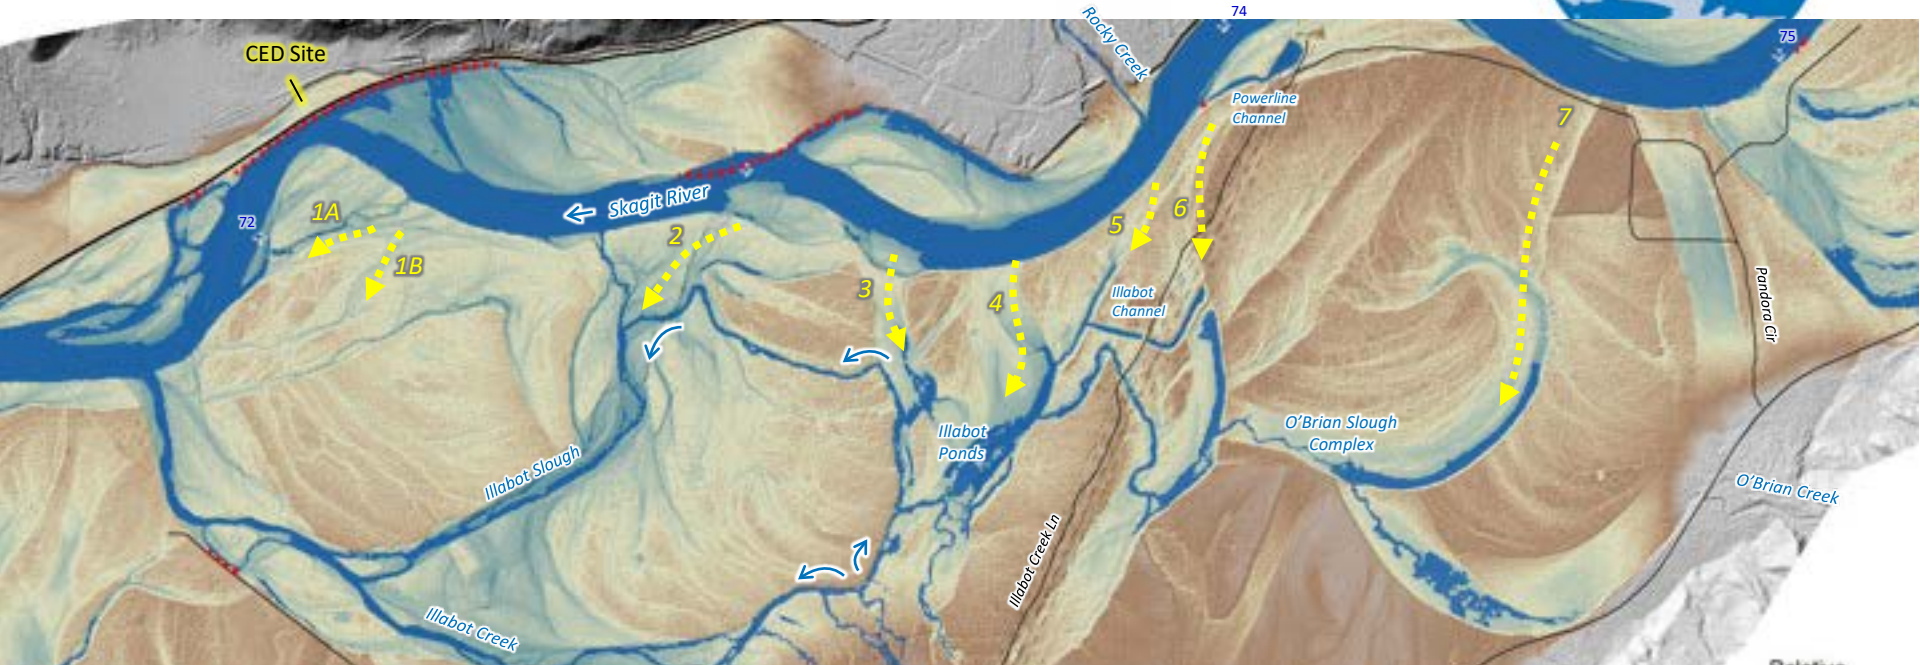 74
CED Site
Rocky Creek
75
Powerline
Channel
7
1A
72
Skagit River
2
5
6
1B
3
4
Illabot
Channel
Pandora Cir
Illabot
Ponds
O'Brian Slough
Complex
Illabot Slough
O'Brian Creek
Illabot Creek Ln
Illabot Creek